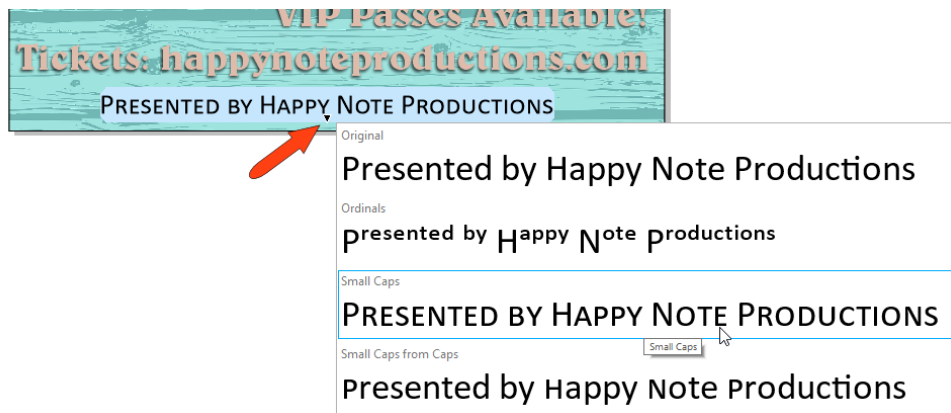 VIP Passes Available!
Tickets: happynoteproductions.com
Presented by Happy Note Productions
Original
Presented by Happy Note Productions
Ordinals
Presented by Happy Note Productions
Small Caps
Presented by Happy Note Productions
Small Caps
Small Caps from Caps
Presented by Happy Note Productions